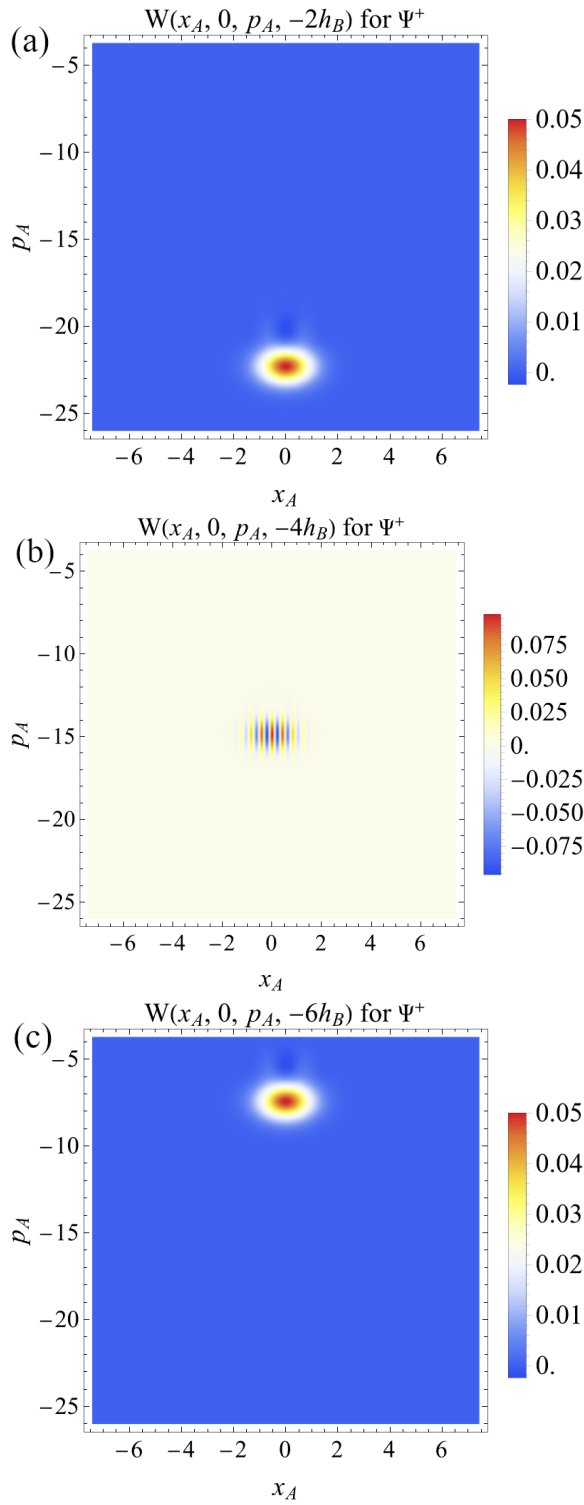 (a)
W(x_A, 0, p_A, −2h_B) for Ψ⁺
−5
−10
−15
−20
−25
p_A
−6 −4 −2 0 2 4 6
x_A
0.05
0.04
0.03
0.02
0.01
0.
(b)
W(x_A, 0, p_A, −4h_B) for Ψ⁺
−5
−10
−15
−20
−25
p_A
−6 −4 −2 0 2 4 6
x_A
0.075
0.050
0.025
0.
−0.025
−0.050
−0.075
(c)
W(x_A, 0, p_A, −6h_B) for Ψ⁺
−5
−10
−15
−20
−25
p_A
−6 −4 −2 0 2 4 6
x_A
0.05
0.04
0.03
0.02
0.01
0.